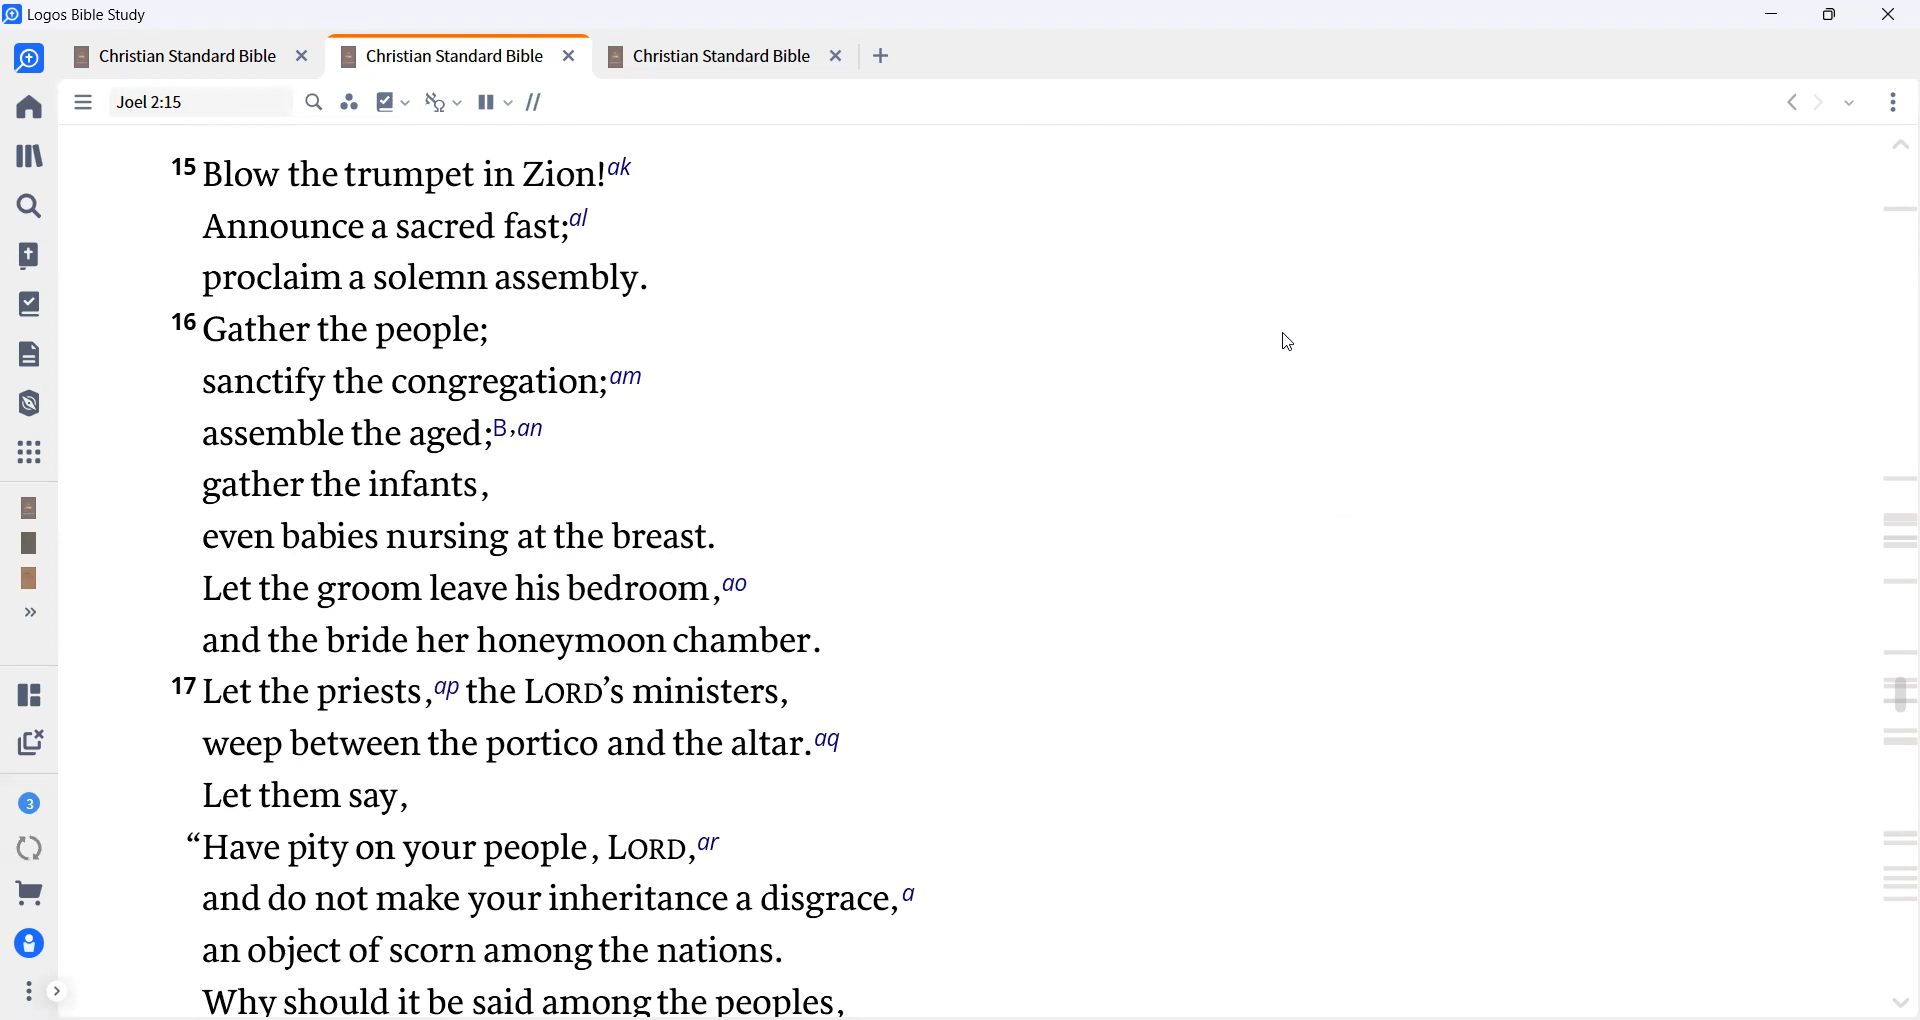 Logos Bible Study
Christian Standard Bible Christian Standard Bible Christian Standard Bible
Joel 2:15
15 Blow the trumpet in Zion!ak
Announce a sacred fast;al
proclaim a solemn assembly.
16 Gather the people;
sanctify the congregation;am
assemble the aged;B,an
gather the infants,
even babies nursing at the breast.
Let the groom leave his bedroom,ao
and the bride her honeymoon chamber.
17 Let the priests,ap the LORD’s ministers,
weep between the portico and the altar.aq
Let them say,
“Have pity on your people, LORD,ar
and do not make your inheritance a disgrace,a
an object of scorn among the nations.
Why should it be said among the peoples,
3